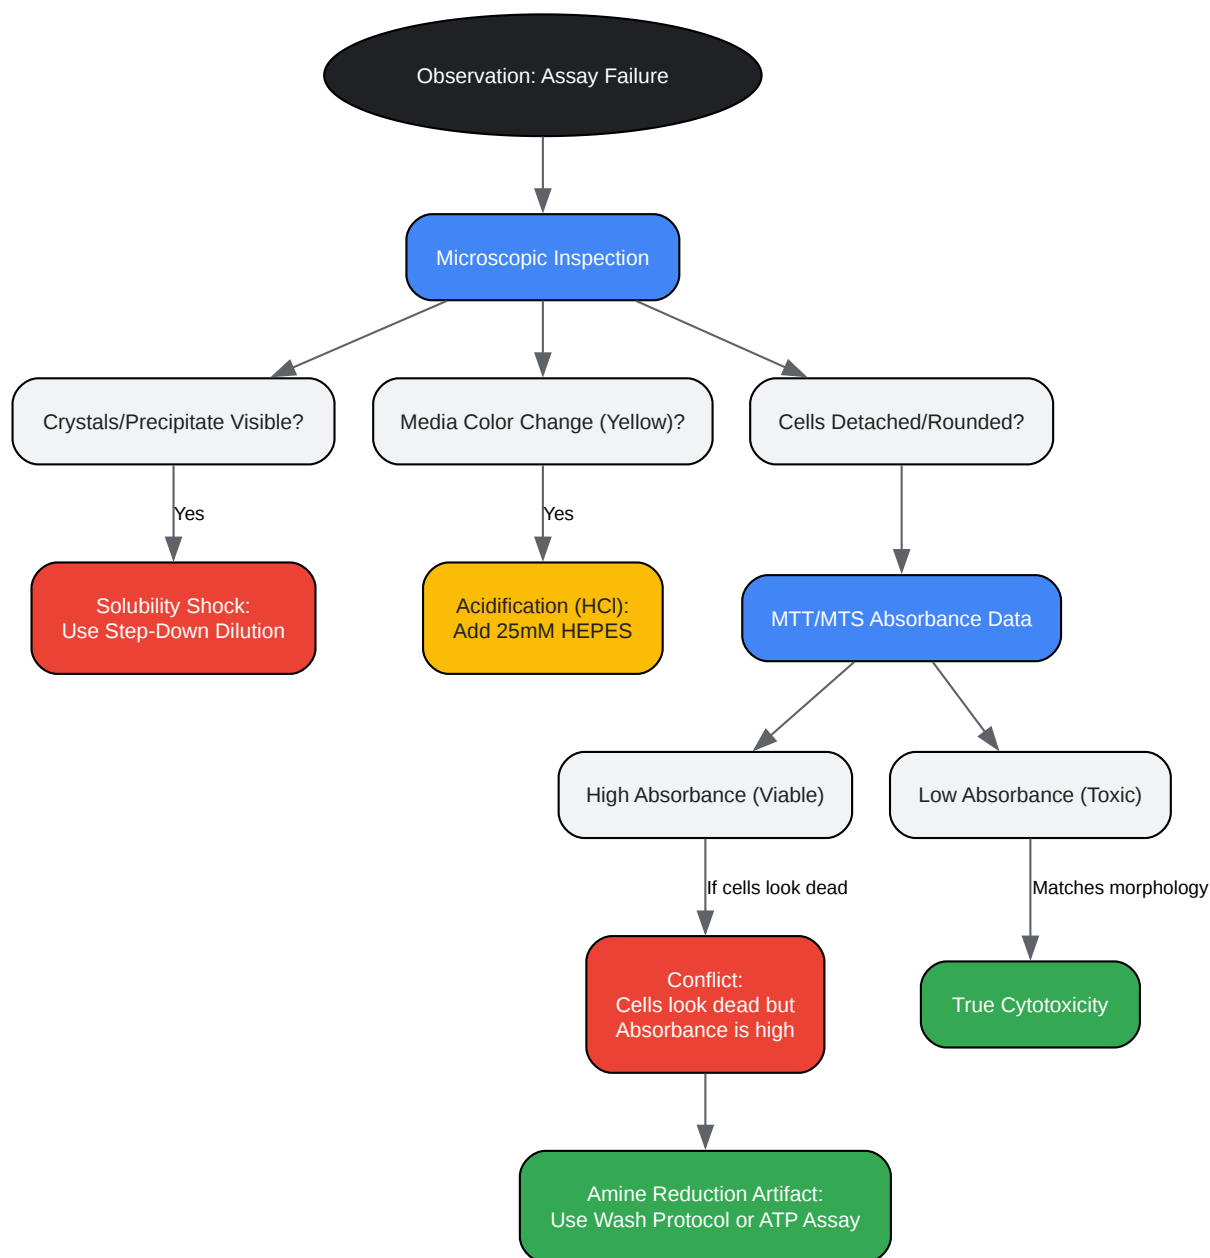 Observation: Assay Failure
Microscopic Inspection
Crystals/Precipitate Visible?
Media Color Change (Yellow)?
Cells Detached/Rounded?
Yes
Yes
Solubility Shock:
Use Step-Down Dilution
Acidification (HCl):
Add 25mM HEPES
MTT/MTS Absorbance Data
High Absorbance (Viable)
Low Absorbance (Toxic)
If cells look dead
Matches morphology
Conflict:
Cells look dead but
Absorbance is high
True Cytotoxicity
Amine Reduction Artifact:
Use Wash Protocol or ATP Assay